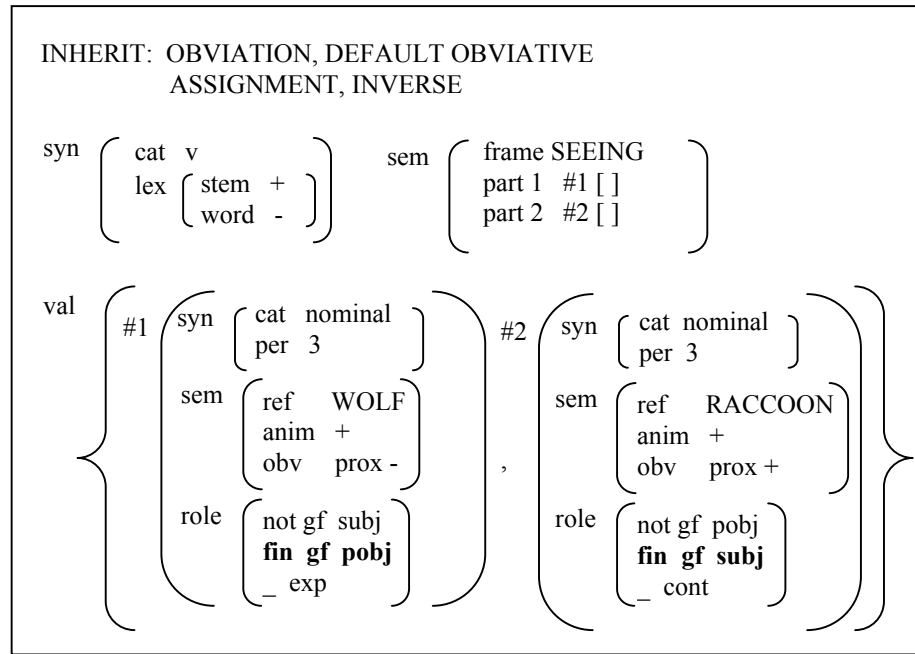 INHERIT: OBVIATION, DEFAULT OBVIATIVE
ASSIGNMENT, INVERSE
syn cat v sem frame SEEING
lex stem + part 1 #1 [ ]
word - part 2 #2 [ ]
val #1 syn cat nominal #2 syn cat nominal
per 3 per 3
sem ref WOLF sem ref RACCOON
anim + anim +
obv prox - , obv prox +
role not gf subj role not gf pobj
fin gf pobj fin gf subj
_ exp _ cont